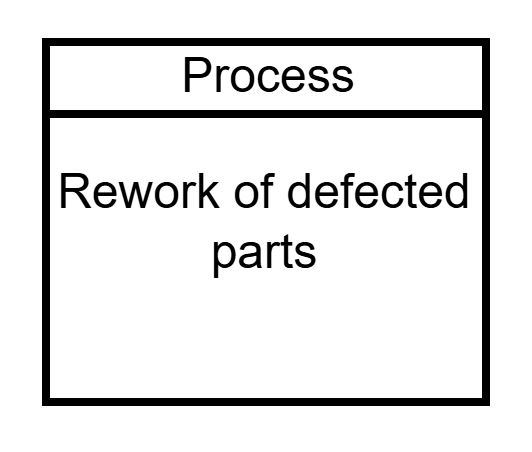 Process
Rework of defected
parts